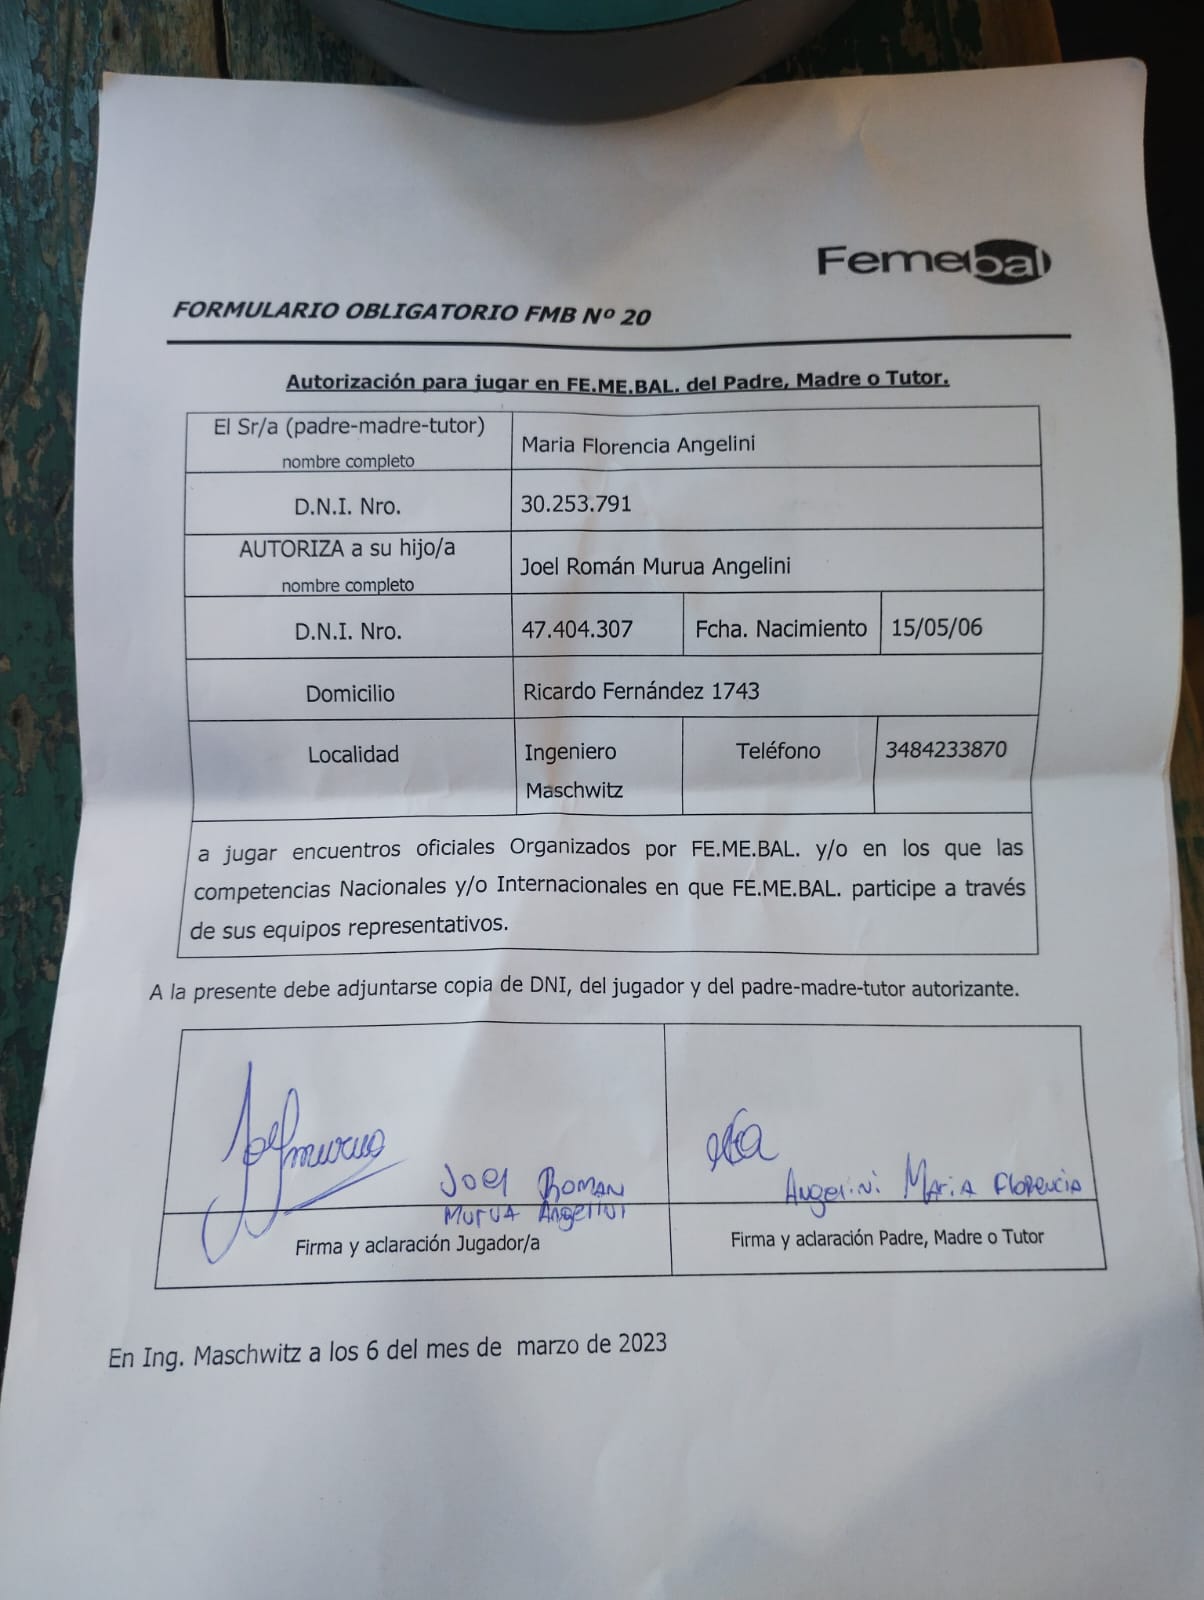 Femebal
FORMULARIO OBLIGATORIO FMB Nº 20
Autorización para jugar en FE.ME.BAL. del Padre, Madre o Tutor.
El Sr/a (padre-madre-tutor)
nombre completo
Maria Florencia Angelini
D.N.I. Nro.
30.253.791
AUTORIZA a su hijo/a
nombre completo
Joel Román Murua Angelini
D.N.I. Nro.
47.404.307
Fcha. Nacimiento
15/05/06
Domicilio
Ricardo Fernández 1743
Localidad
Ingeniero
Maschwitz
Teléfono
3484233870
a jugar encuentros oficiales Organizados por FE.ME.BAL. y/o en los que las
competencias Nacionales y/o Internacionales en que FE.ME.BAL. participe a través
de sus equipos representativos.
A la presente debe adjuntarse copia de DNI, del jugador y del padre-madre-tutor autorizante.
Joel Roman
Murua Angelini
Firma y aclaración Jugador/a
Angelini Maria Florencia
Firma y aclaración Padre, Madre o Tutor
En Ing. Maschwitz a los 6 del mes de marzo de 2023